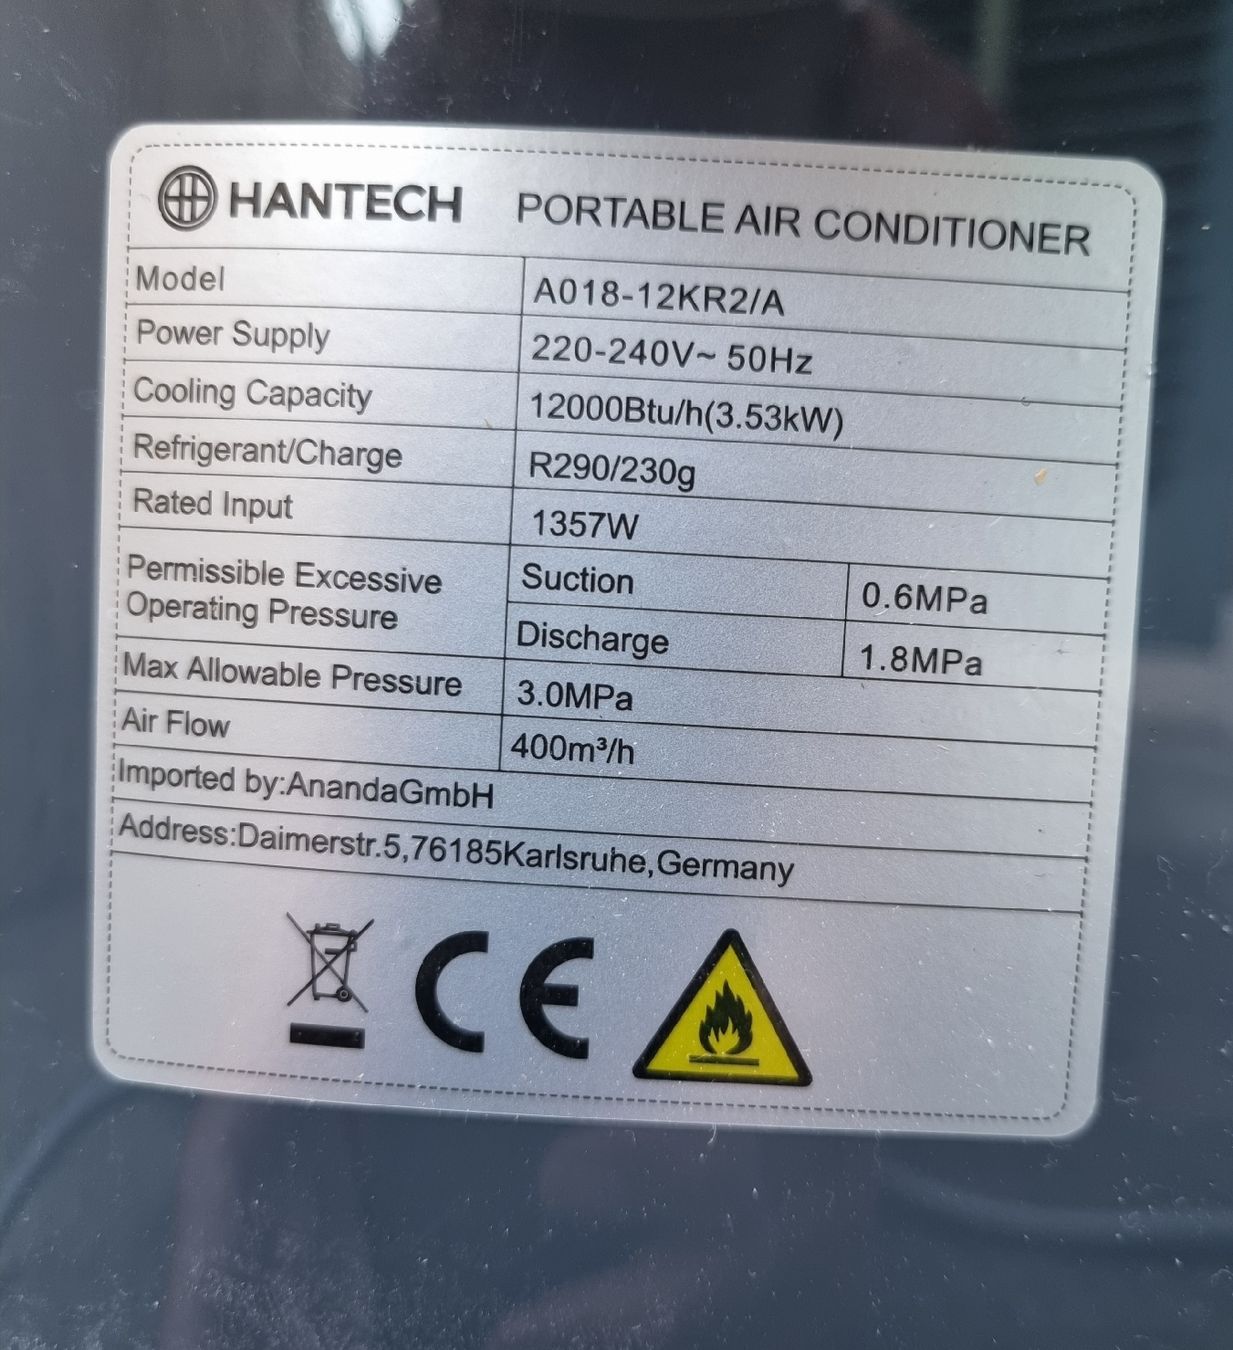 HANTECH PORTABLE AIR CONDITIONER
Model A018-12KR2/A
Power Supply 220-240V~ 50Hz
Cooling Capacity 12000Btu/h(3.53kW)
Refrigerant/Charge R290/230g
Rated Input 1357W
Permissible Excessive
Operating Pressure
Suction 0.6MPa
Discharge 1.8MPa
Max Allowable Pressure 3.0MPa
Air Flow 400m³/h
Imported by:AnandaGmbH
Address:Daimerstr.5,76185Karlsruhe,Germany
CE